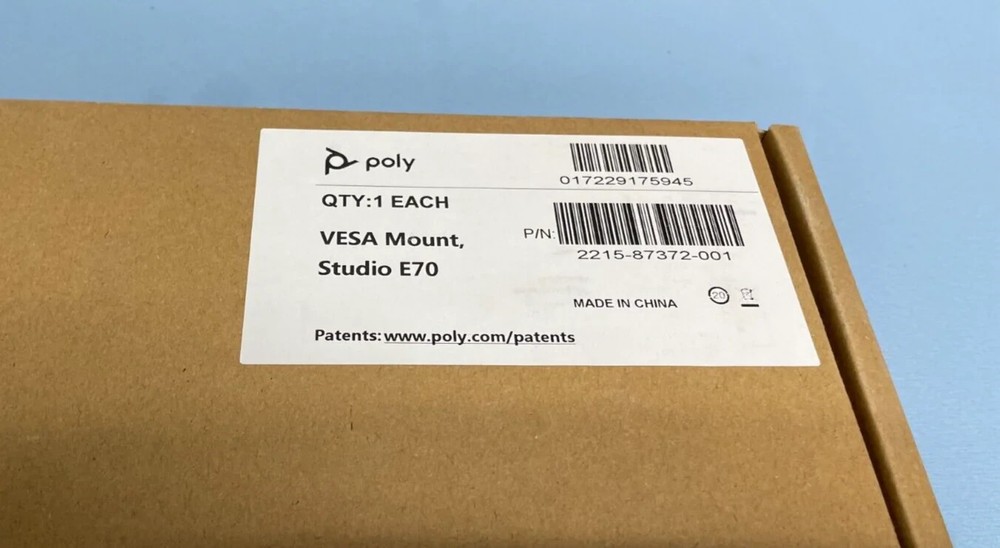 poly
017229175945
QTY:1 EACH
P/N:
2215-87372-001
VESA Mount,
Studio E70
MADE IN CHINA
20
Patents: www.poly.com/patents